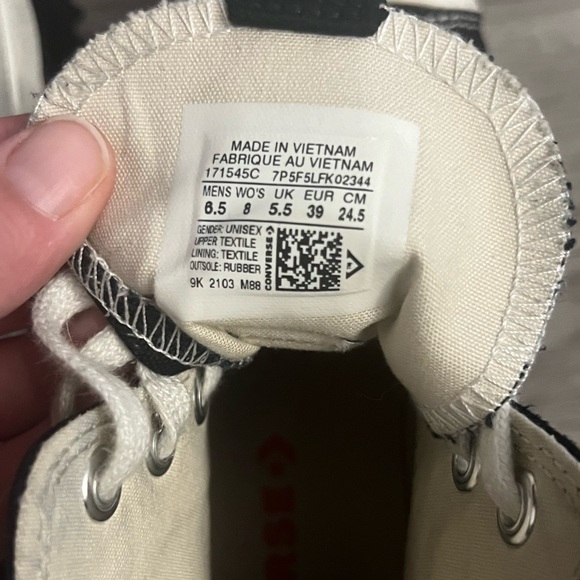 MADE IN VIETNAM
FABRIQUE AU VIETNAM
171545C 7P5F5LFK02344
MENS WO'S UK EUR CM
6.5 8 5.5 39 24.5
GENDER: UNISEX
UPPER: TEXTILE
LINING: TEXTILE
OUTSOLE: RUBBER
9K 2103 M88
CONVERSE
RSE